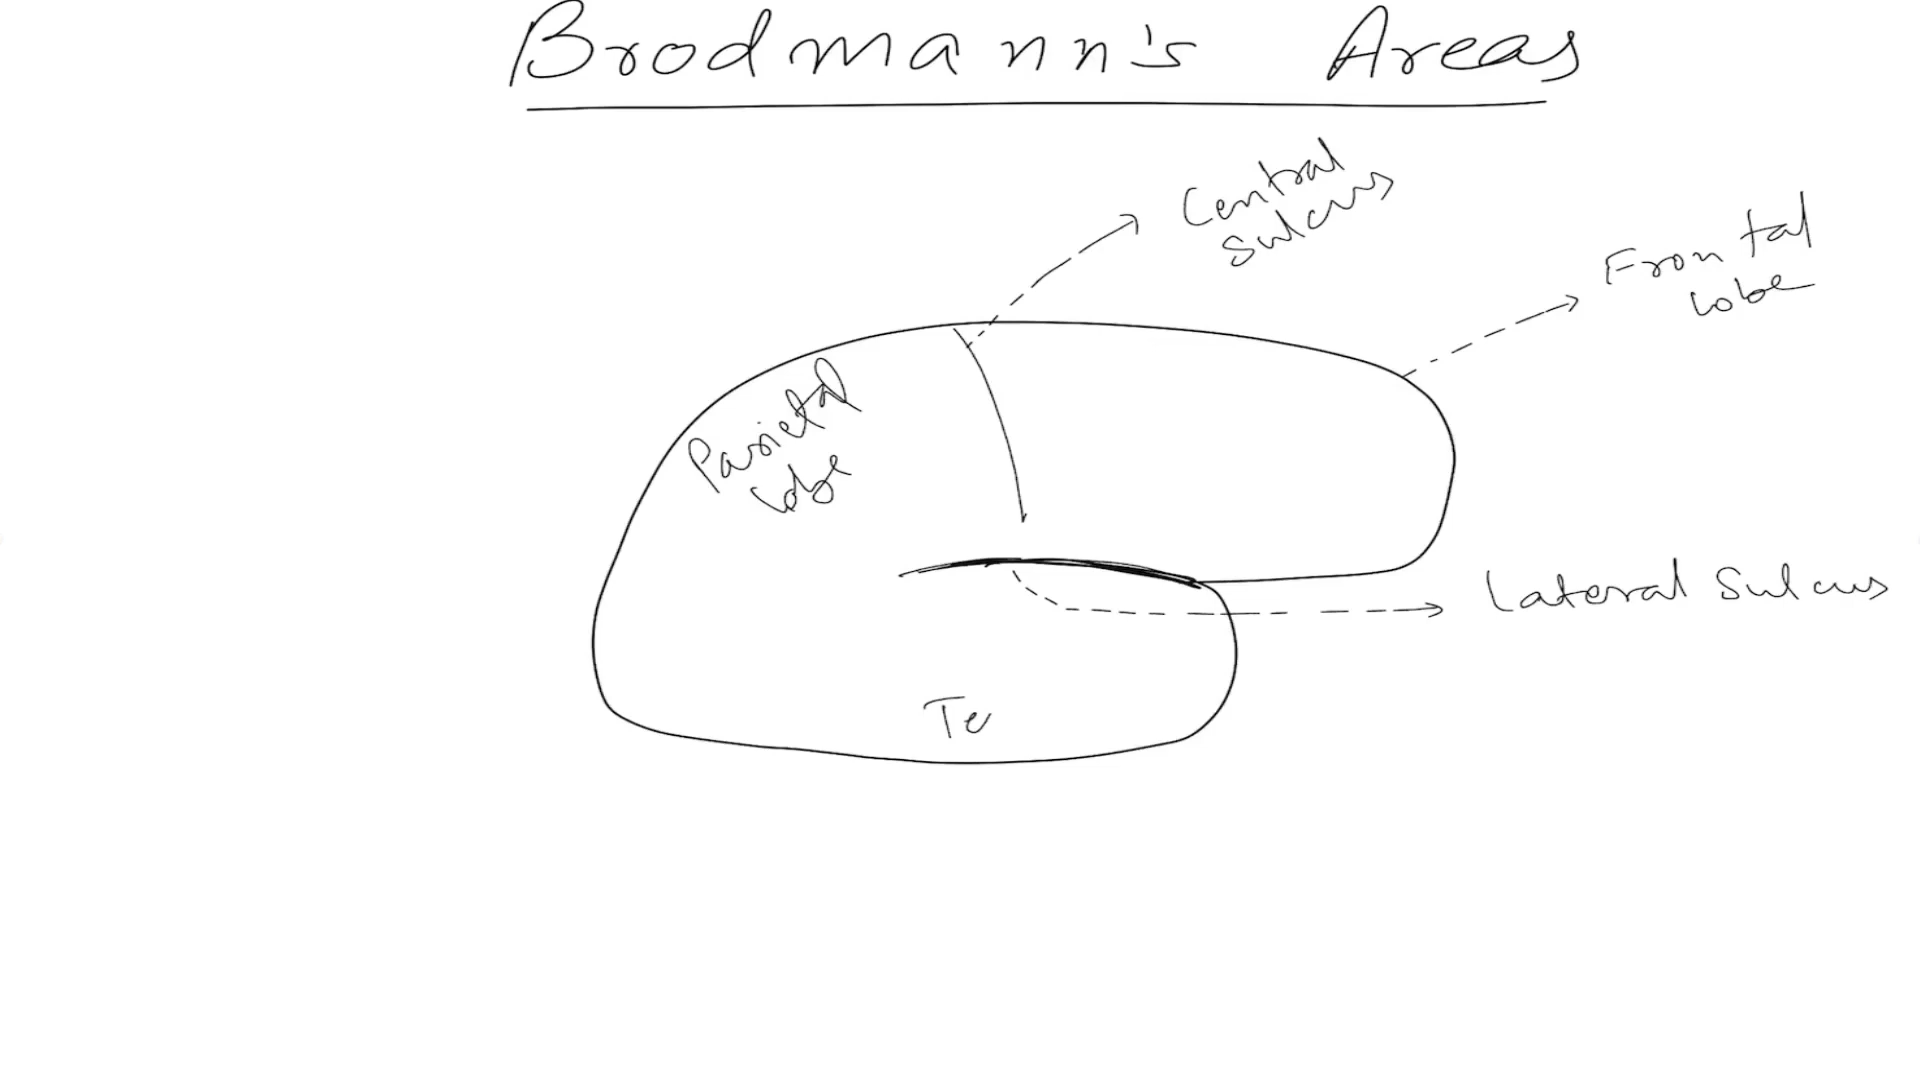 Brodmann's Areas
Central
Sulcus
Frontal
lobe
Parietal
lobe
Lateral Sulcus
Te